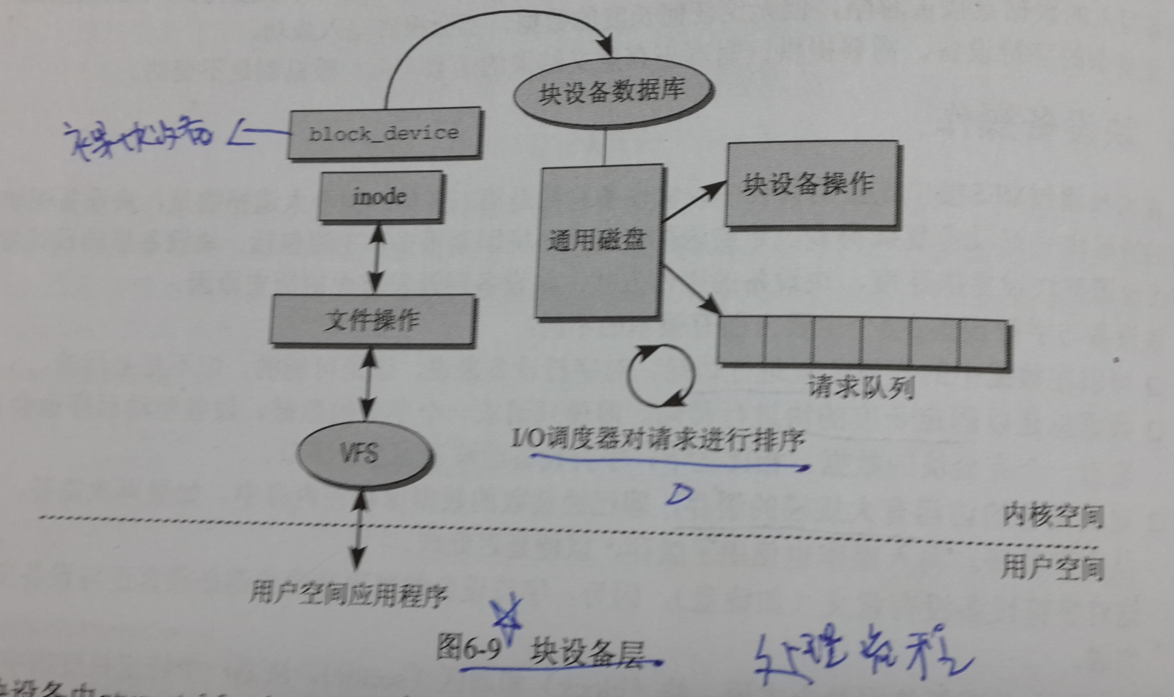 块设备数据库
block_device
inode
通用磁盘
块设备操作
文件操作
请求队列
VFS
I/O调度器对请求进行排序
内核空间
用户空间
用户空间应用程序
图6-9 块设备层
处理流程